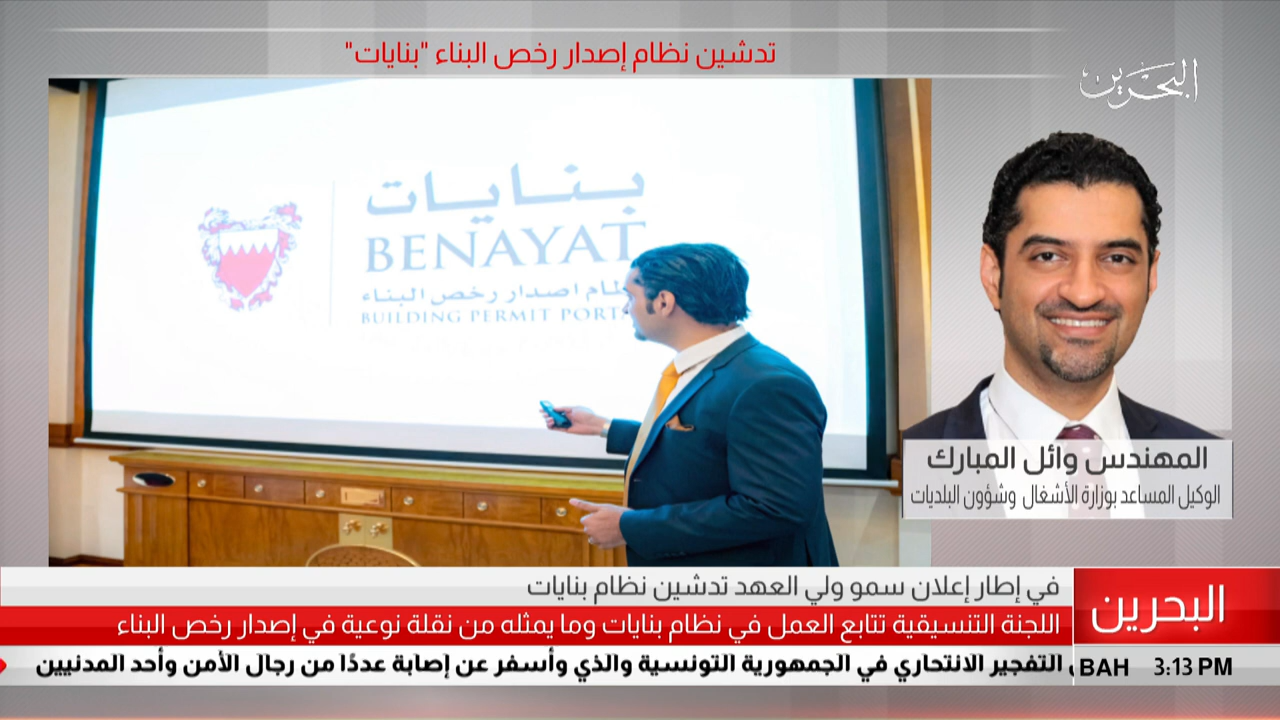 تدشين نظام إصدار رخص البناء "بنايات"
البحرين
بنايات
BENAYAT
اصدار رخص البناء
BUILDING PERMIT
المهندس وائل المبارك
الوكيل المساعد بوزارة الأشغال وشؤون البلديات
في إطار إعلان سمو ولي العهد تدشين نظام بنايات
البحرين
اللجنة التنسيقية تتابع العمل في نظام بنايات وما يمثله من نقلة نوعية في إصدار رخص البناء
التفجير الانتحاري في الجمهورية التونسية والذي وأسفر عن إصابة عددًا من رجال الأمن وأحد المدنيين
BAH 3:13 PM